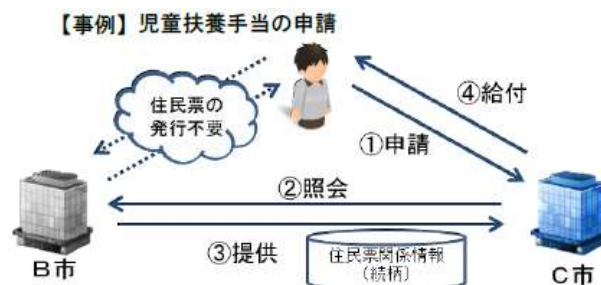 【事例】児童扶養手当の申請
住民票の
発行不要
④給付
①申請
②照会
③提供
住民票関係情報
（続柄）
Ｂ市
Ｃ市